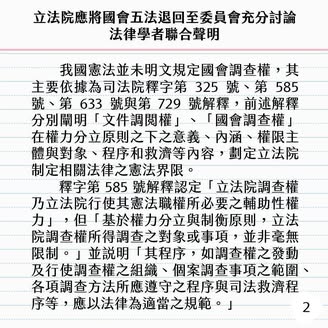 立法院應將國會五法退回至委員會充分討論
法律學者聯合聲明
我國憲法並未明文規定國會調查權，其
主要依據為司法院釋字第 325 號、第 585
號、第 633 號與第 729 號解釋，前述解釋
分別闡明「文件調閱權」、「國會調查權」
在權力分立原則之下之意義、內涵、權限主
體與對象、程序和救濟等內容，劃定立法院
制定相關法律之憲法界限。
釋字第 585 號解釋認定「立法院調查權
乃立法院行使其憲法職權所必要之輔助性權
力」，但「基於權力分立與制衡原則，立法
院調查權所得調查之對象或事項，並非毫無
限制。」並説明「其程序，如調查權之發動
及行使調查權之組織、個案調查事項之範圍、
各項調查方法所應遵守之程序與司法救濟程
序等，應以法律為適當之規範。」
2